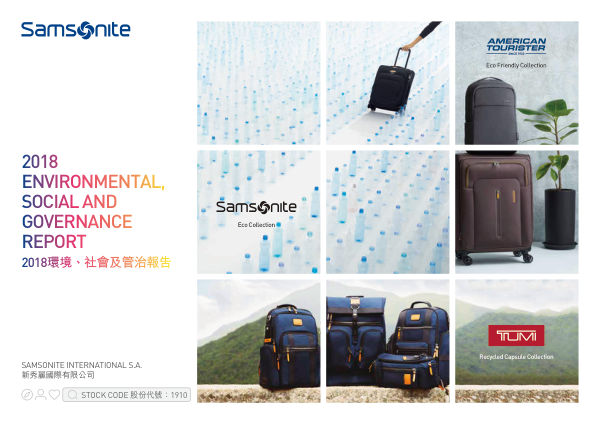 Samsonite
2018
ENVIRONMENTAL,
SOCIAL AND
GOVERNANCE
REPORT
2018環境、社會及管治報告
SAMSONITE INTERNATIONAL S.A.
新秀麗國際有限公司
STOCK CODE 股份代號：1910
AMERICAN
TOURISTER
SINCE 1933
Eco Friendly Collection
Samsonite
Eco Collection
TUMI
Recycled Capsule Collection